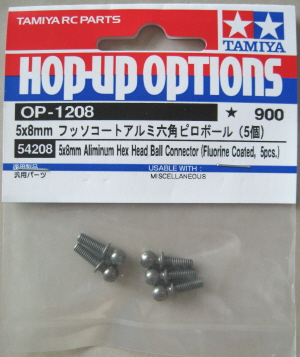 TAMIYA RC PARTS
TAMIYA
HOP-UP OPTIONS
OP-1208
★ 900
5x8mm フッソコートアルミ六角ピロボール (5個)
54208
5x8mm Aliminum Hex Head Ball Connector (Fluorine Coated, 5pcs.)
汎用パーツ
USABLE WITH:
MISCELLANEOUS